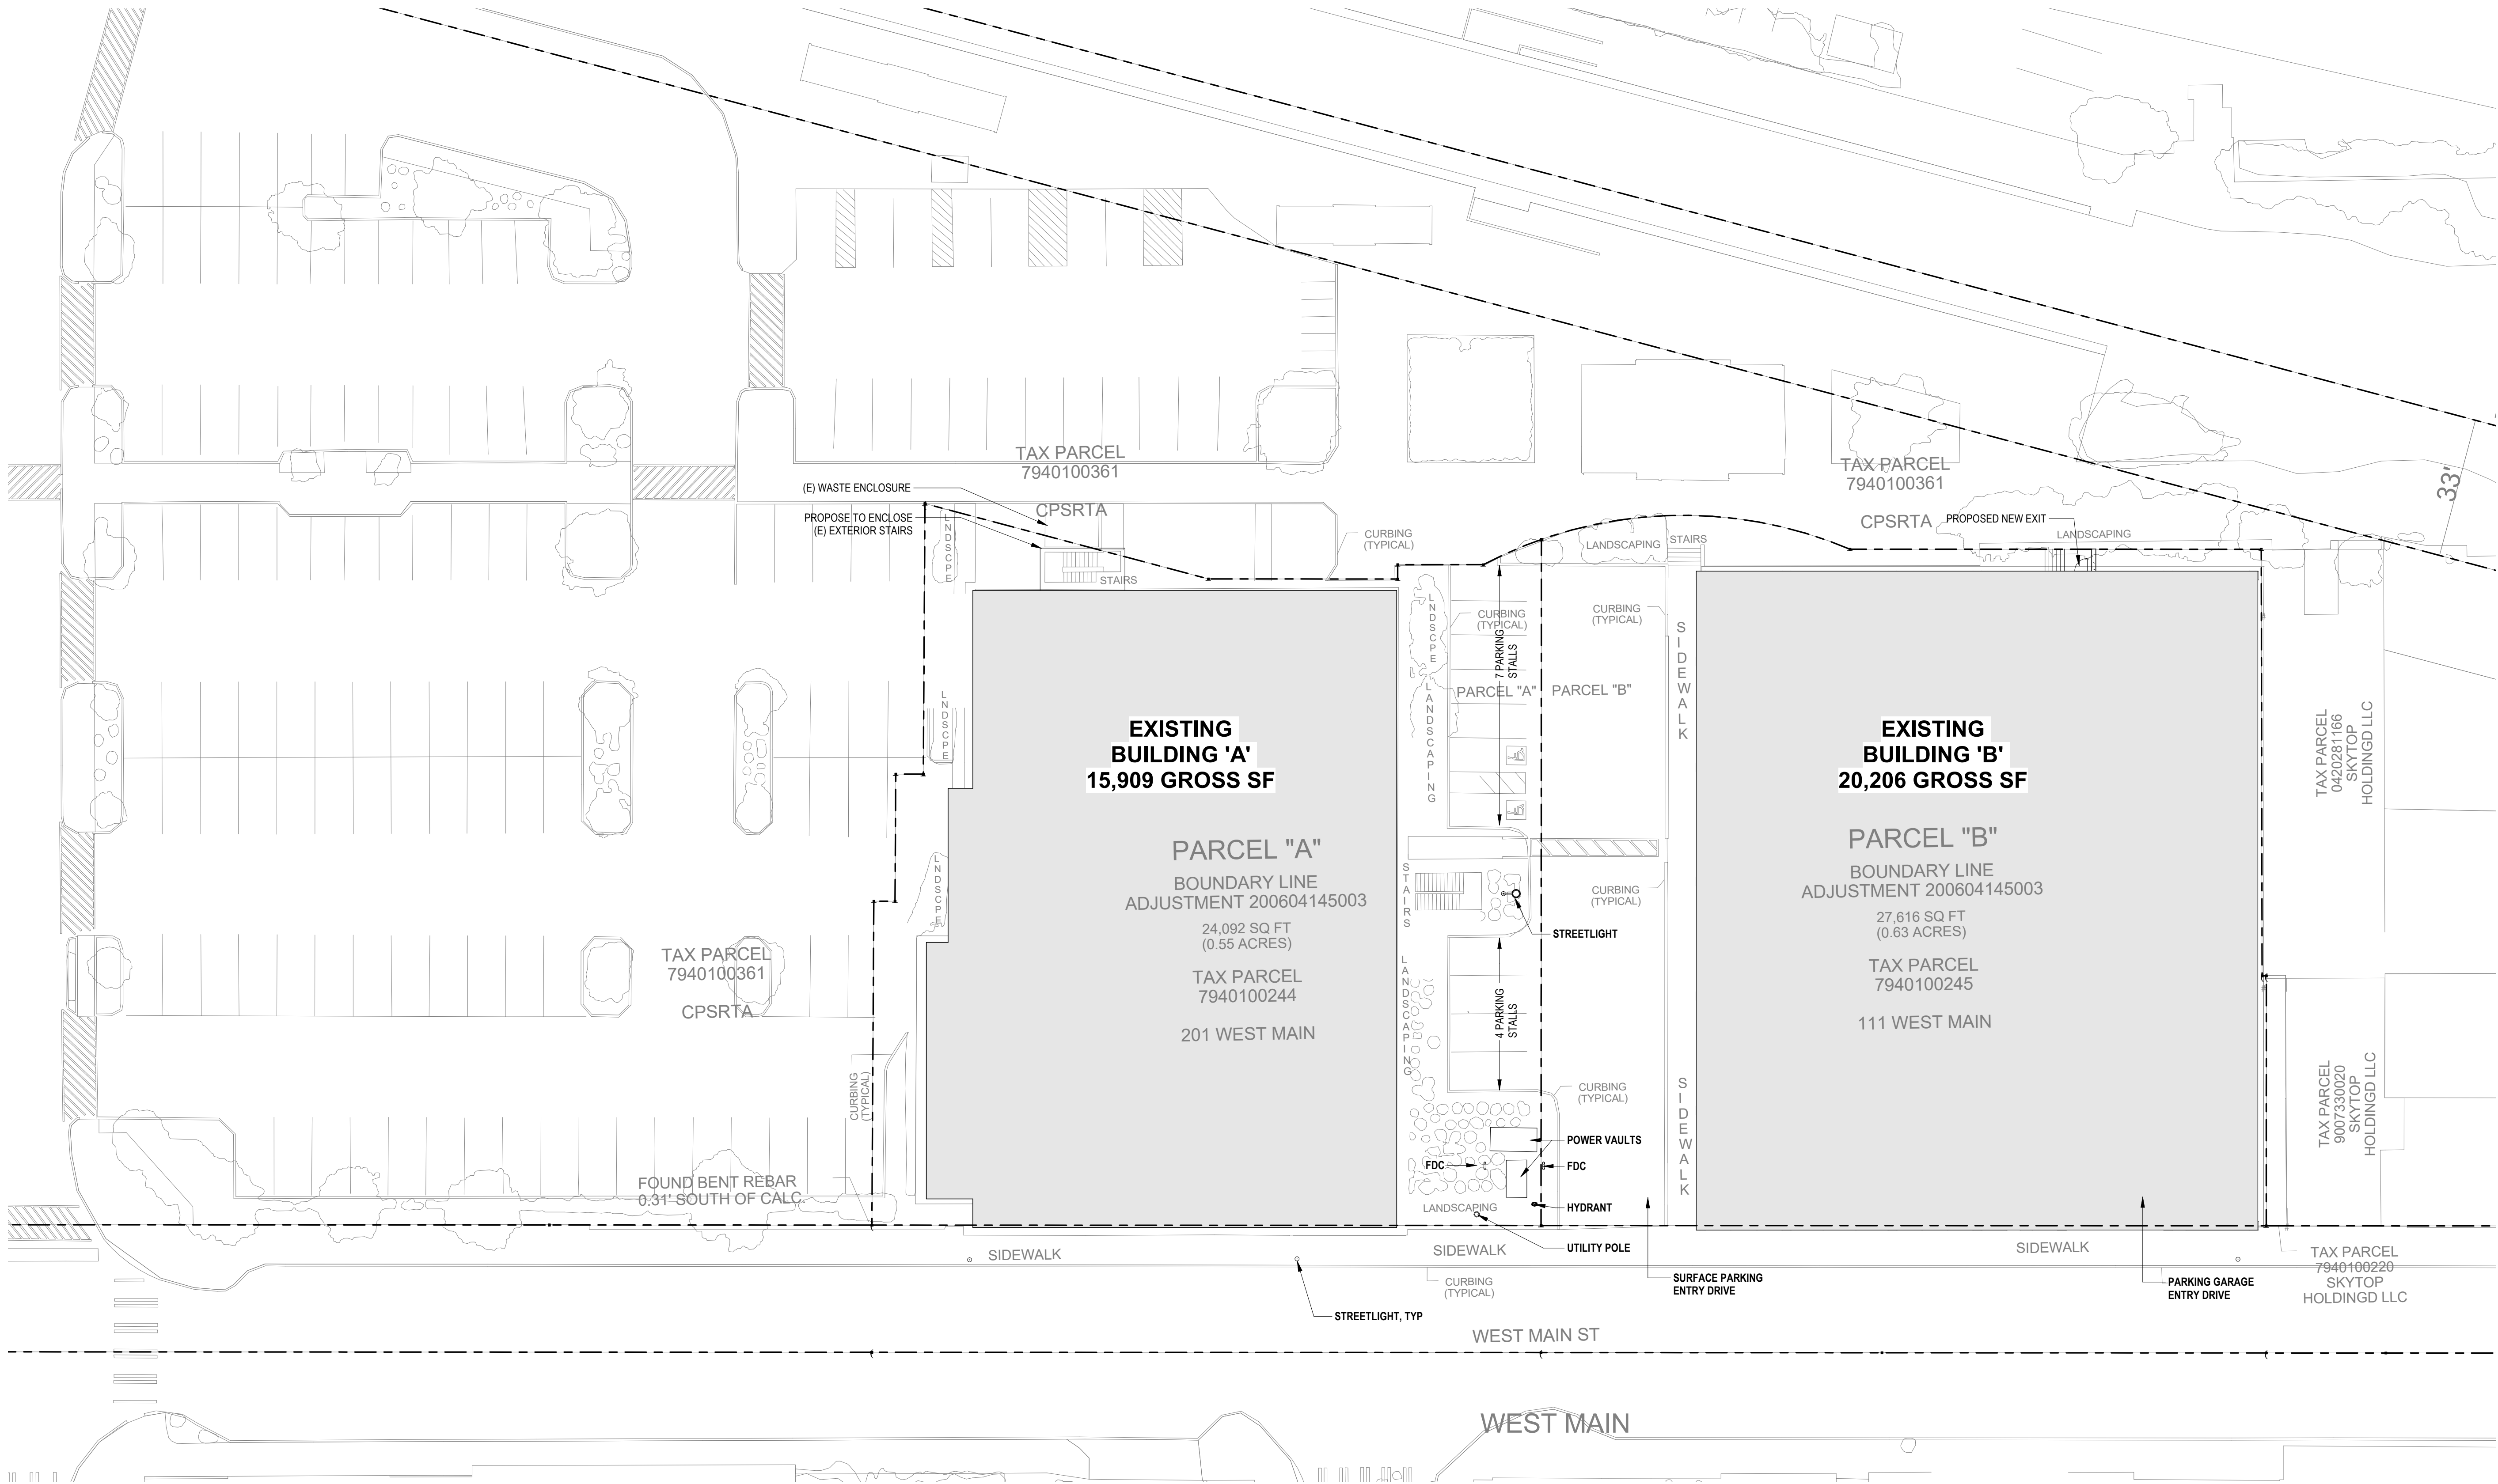 TAX PARCEL
7940100361
CPSRTA
(E) WASTE ENCLOSURE
PROPOSE TO ENCLOSE
(E) EXTERIOR STAIRS
LNDSCPE
STAIRS
CURBING
(TYPICAL)
LANDSCAPING
STAIRS
TAX PARCEL
7940100361
CPSRTA
PROPOSED NEW EXIT
LANDSCAPING
33'
LNDSCPE
CURBING
(TYPICAL)
7 PARKING
STALLS
CURBING
(TYPICAL)
SIDEWALK
LNDSCPE
LANDSCAPING
PARCEL "A"
PARCEL "B"
EXISTING
BUILDING 'A'
15,909 GROSS SF
EXISTING
BUILDING 'B'
20,206 GROSS SF
TAX PARCEL
0420281166
SKYTOP
HOLDINGD LLC
PARCEL "A"
BOUNDARY LINE
ADJUSTMENT 200604145003
24,092 SQ FT
(0.55 ACRES)
TAX PARCEL
7940100244
201 WEST MAIN
LNDSCPE
STAIRS
CURBING
(TYPICAL)
STREETLIGHT
PARCEL "B"
BOUNDARY LINE
ADJUSTMENT 200604145003
27,616 SQ FT
(0.63 ACRES)
TAX PARCEL
7940100245
111 WEST MAIN
TAX PARCEL
7940100361
CPSRTA
LANDSCAPING
4 PARKING
STALLS
CURBING
(TYPICAL)
CURBING
(TYPICAL)
SIDEWALK
TAX PARCEL
9007330020
SKYTOP
HOLDINGD LLC
POWER VAULTS
FDC
FDC
FOUND BENT REBAR
0.31' SOUTH OF CALC.
LANDSCAPING
HYDRANT
UTILITY POLE
SIDEWALK
SIDEWALK
SIDEWALK
CURBING
(TYPICAL)
SURFACE PARKING
ENTRY DRIVE
PARKING GARAGE
ENTRY DRIVE
TAX PARCEL
7940100220
SKYTOP
HOLDINGD LLC
STREETLIGHT, TYP
WEST MAIN ST
WEST MAIN